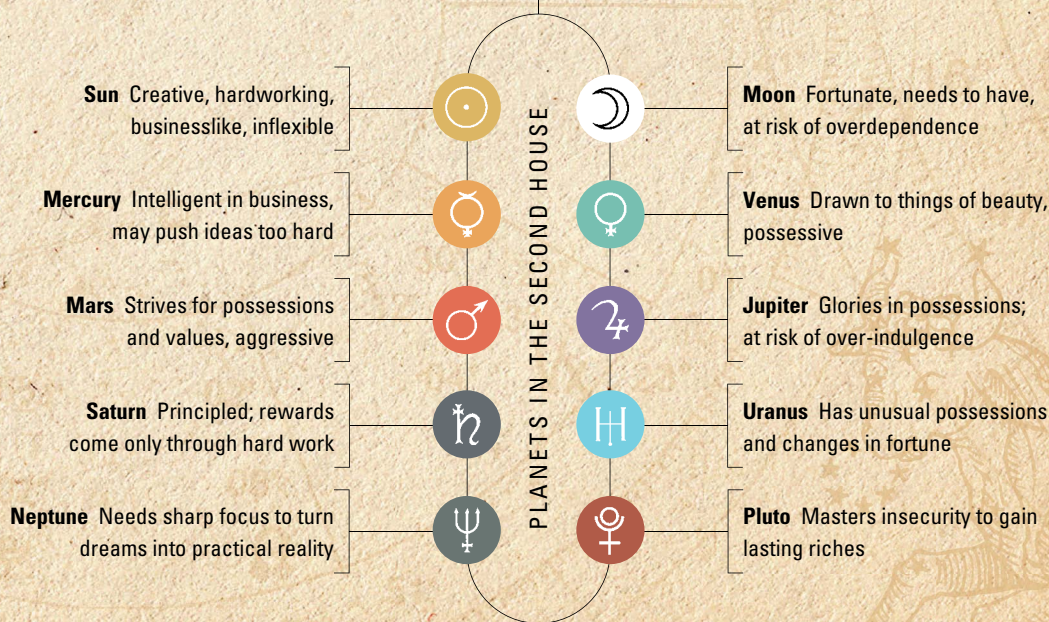 Sun Creative, hardworking,
businesslike, inflexible
Moon Fortunate, needs to have,
at risk of overdependence
Mercury Intelligent in business,
may push ideas too hard
Venus Drawn to things of beauty,
possessive
Mars Strives for possessions
and values, aggressive
Jupiter Glories in possessions;
at risk of over-indulgence
Saturn Principled; rewards
come only through hard work
Uranus Has unusual possessions
and changes in fortune
Neptune Needs sharp focus to turn
dreams into practical reality
Pluto Masters insecurity to gain
lasting riches
PLANETS IN THE SECOND HOUSE